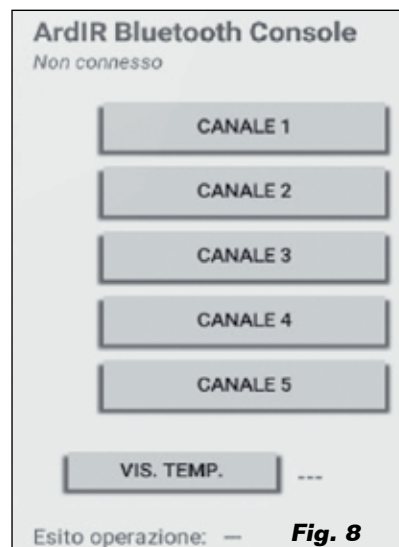 ArdIR Bluetooth Console
Non connesso
CANALE 1
CANALE 2
CANALE 3
CANALE 4
CANALE 5
VIS. TEMP. ---
Esito operazione: — Fig. 8